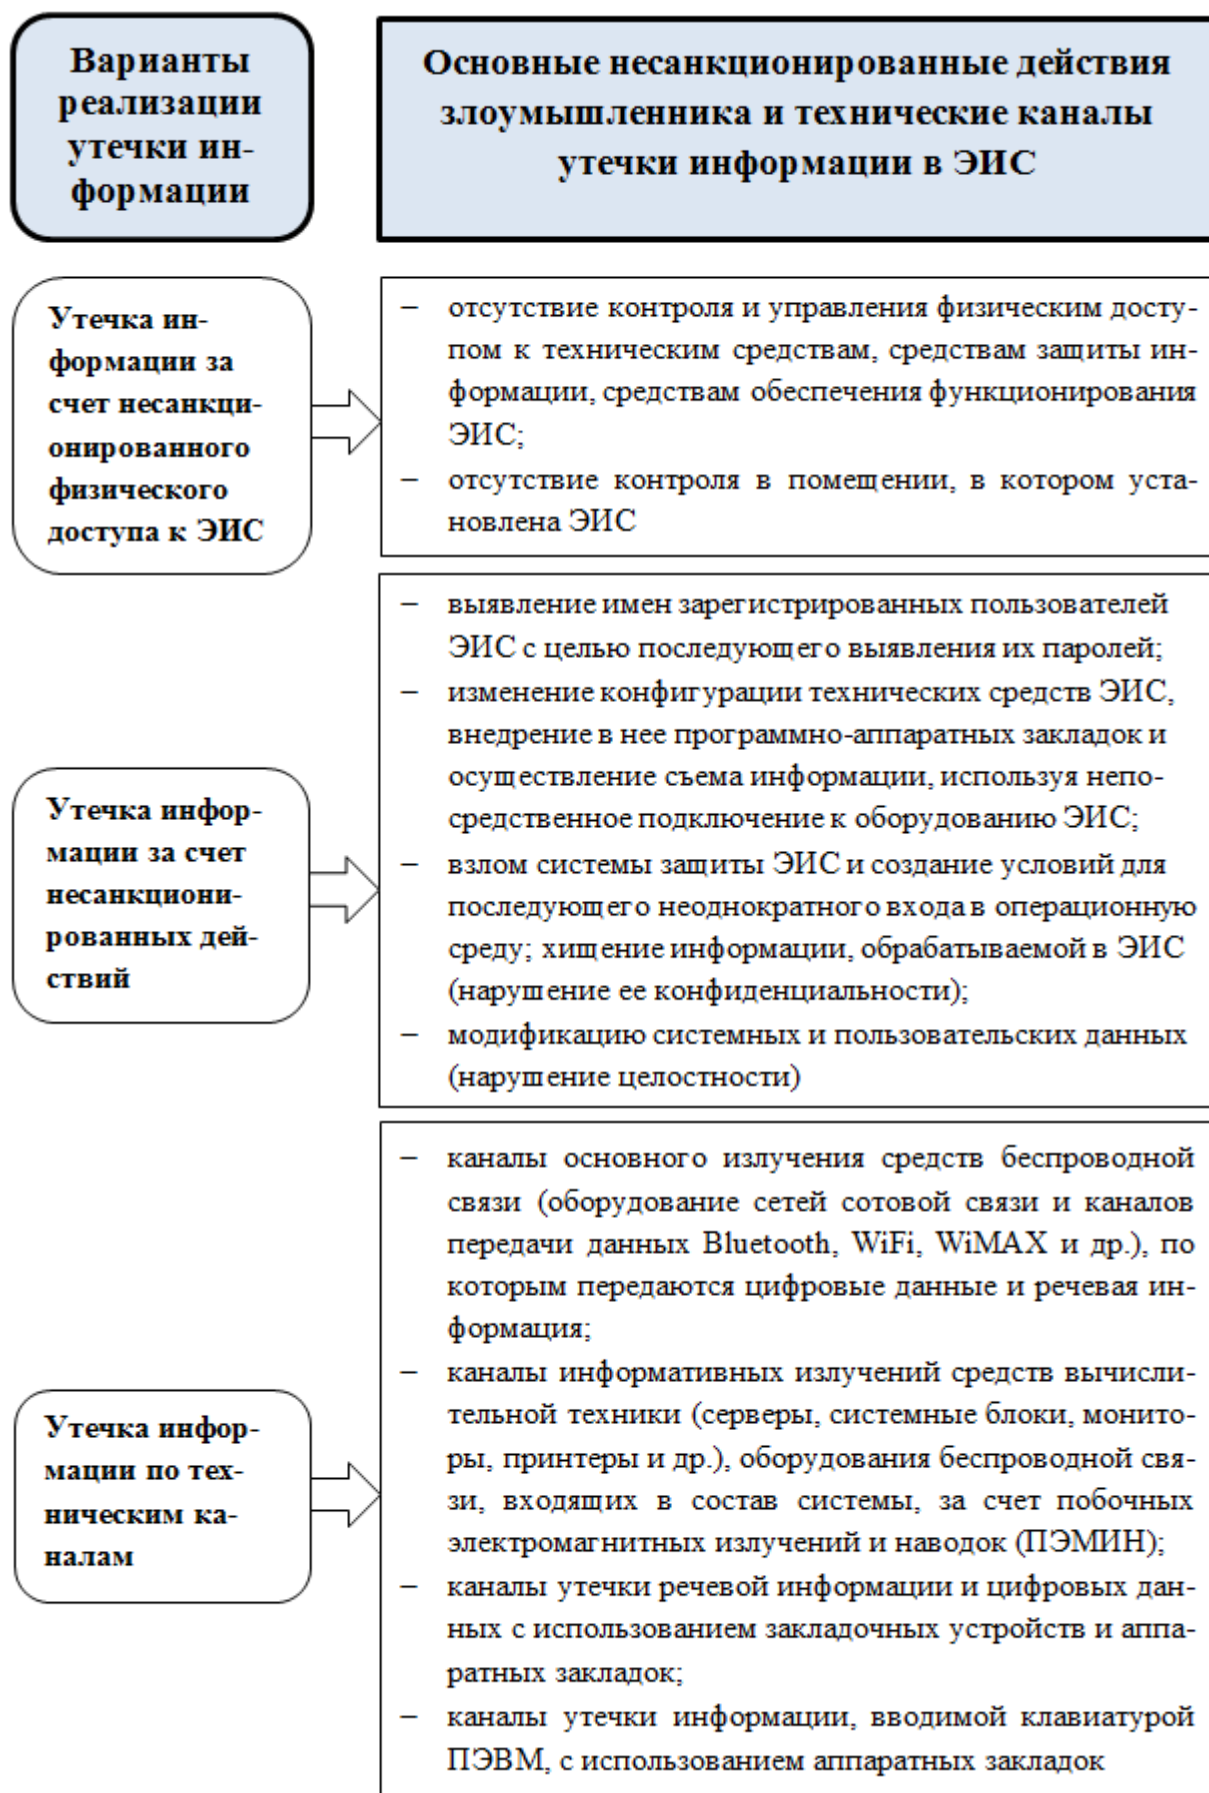 Варианты
реализации
утечки ин-
формации
Основные несанкционированные действия
злоумышленника и технические каналы
утечки информации в ЭИС
Утечка ин-
формации за
счет несанкци-
онированного
физического
доступа к ЭИС
– отсутствие контроля и управления физическим досту-
пом к техническим средствам, средствам защиты ин-
формации, средствам обеспечения функционирования
ЭИС;
– отсутствие контроля в помещении, в котором уста-
новлена ЭИС
Утечка инфор-
мации за счет
несанкциони-
рованных дей-
ствий
– выявление имен зарегистрированных пользователей
ЭИС с целью последующего выявления их паролей;
– изменение конфигурации технических средств ЭИС,
внедрение в нее программно-аппаратных закладок и
осуществление съема информации, используя непо-
средственное подключение к оборудованию ЭИС;
– взлом системы защиты ЭИС и создание условий для
последующего неоднократного входа в операционную
среду; хищение информации, обрабатываемой в ЭИС
(нарушение ее конфиденциальности);
– модификацию системных и пользовательских данных
(нарушение целостности)
Утечка инфор-
мации по тех-
ническим ка-
налам
– каналы основного излучения средств беспроводной
связи (оборудование сетей сотовой связи и каналов
передачи данных Bluetooth, WiFi, WiMAX и др.), по
которым передаются цифровые данные и речевая ин-
формация;
– каналы информативных излучений средств вычисли-
тельной техники (серверы, системные блоки, монито-
ры, принтеры и др.), оборудования беспроводной свя-
зи, входящих в состав системы, за счет побочных
электромагнитных излучений и наводок (ПЭМИН);
– каналы утечки речевой информации и цифровых дан-
ных с использованием закладочных устройств и аппа-
ратных закладок;
– каналы утечки информации, вводимой клавиатурой
ПЭВМ, с использованием аппаратных закладок